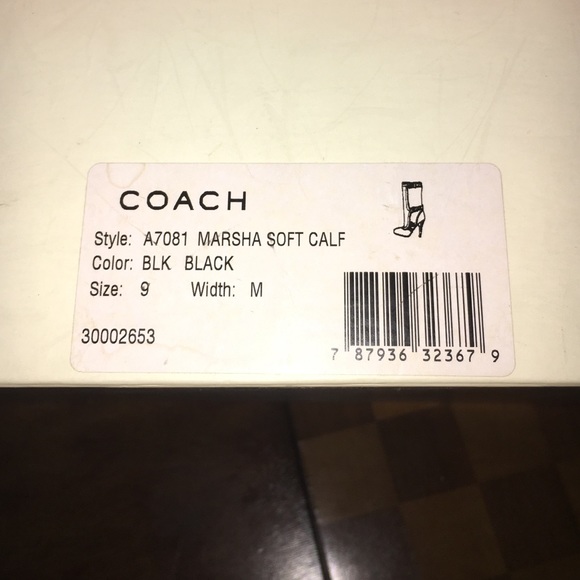 COACH
Style: A7081 MARSHA SOFT CALF
Color: BLK BLACK
Size: 9 Width: M
30002653
7 87936 32367 9